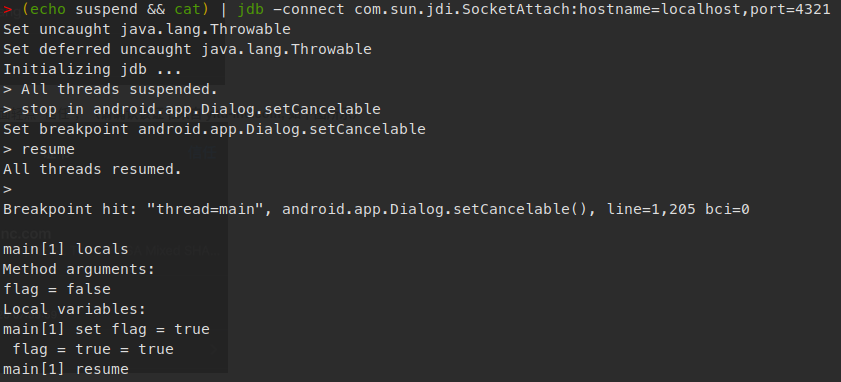 > (echo suspend && cat) | jdb -connect com.sun.jdi.SocketAttach:hostname=localhost,port=4321
Set uncaught java.lang.Throwable
Set deferred uncaught java.lang.Throwable
Initializing jdb ...
> All threads suspended.
> stop in android.app.Dialog.setCancelable
Set breakpoint android.app.Dialog.setCancelable
> resume
All threads resumed.
>
Breakpoint hit: "thread=main", android.app.Dialog.setCancelable(), line=1,205 bci=0
nc.com
main[1] locals
Method arguments:
flag = false
Local variables:
main[1] set flag = true
 flag = true = true
main[1] resume